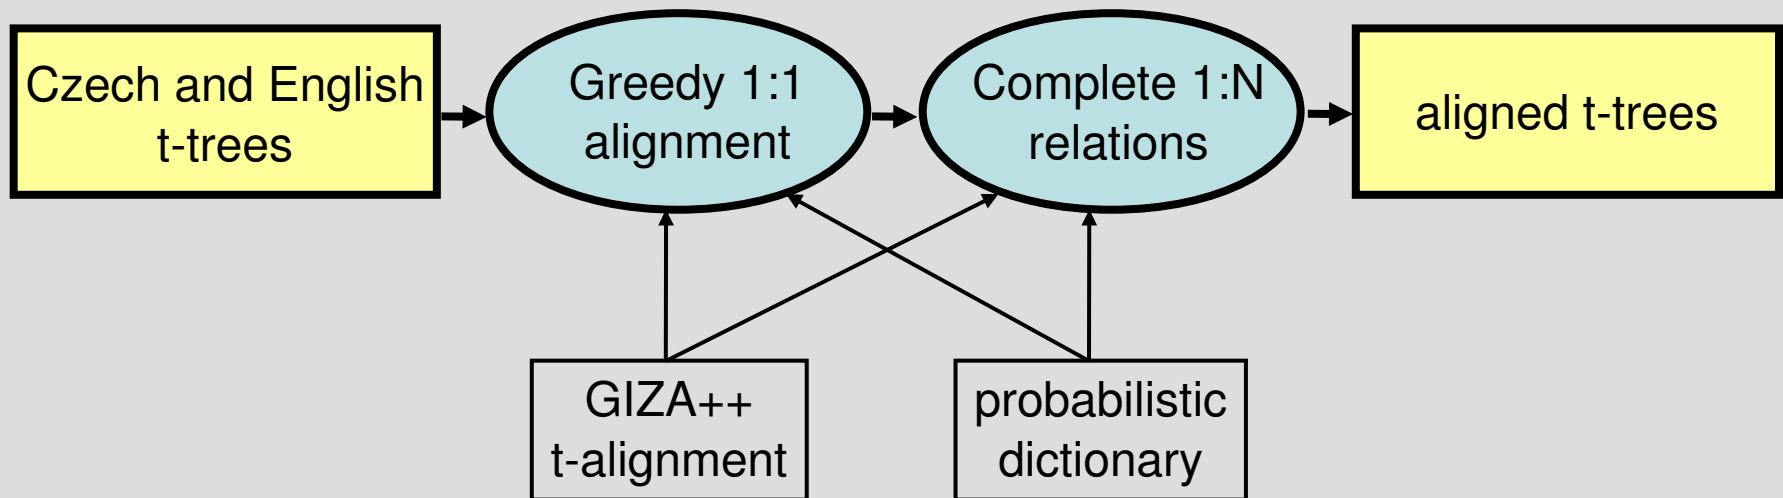 Czech and English
t-trees
Greedy 1:1
alignment
Complete 1:N
relations
aligned t-trees
GIZA++
t-alignment
probabilistic
dictionary